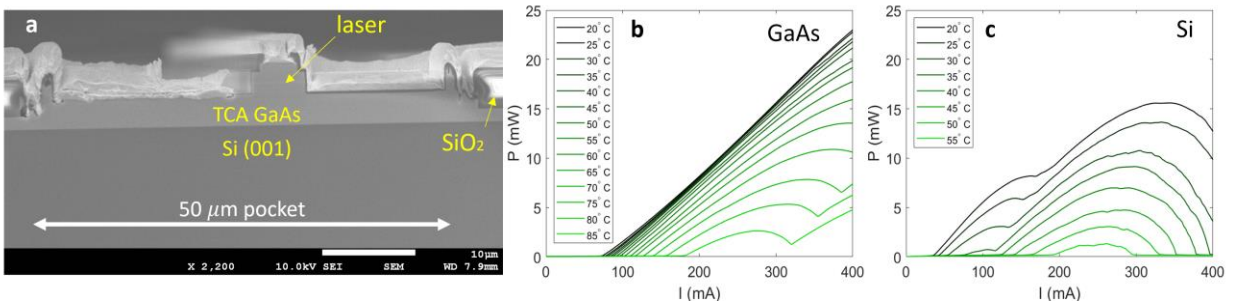 a
laser
TCA GaAs
Si (001)
SiO₂
50 μm pocket
10μm
X 2,200 10.0kV SEI SEM WD 7.9mm
b
GaAs
P (mW)
25
20
15
10
5
0
20°C
25°C
30°C
35°C
40°C
45°C
50°C
55°C
60°C
65°C
70°C
75°C
80°C
85°C
0 100 200 300 400
I (mA)
c
Si
P (mW)
25
20
15
10
5
0
20°C
25°C
30°C
35°C
40°C
45°C
50°C
55°C
0 100 200 300 400
I (mA)